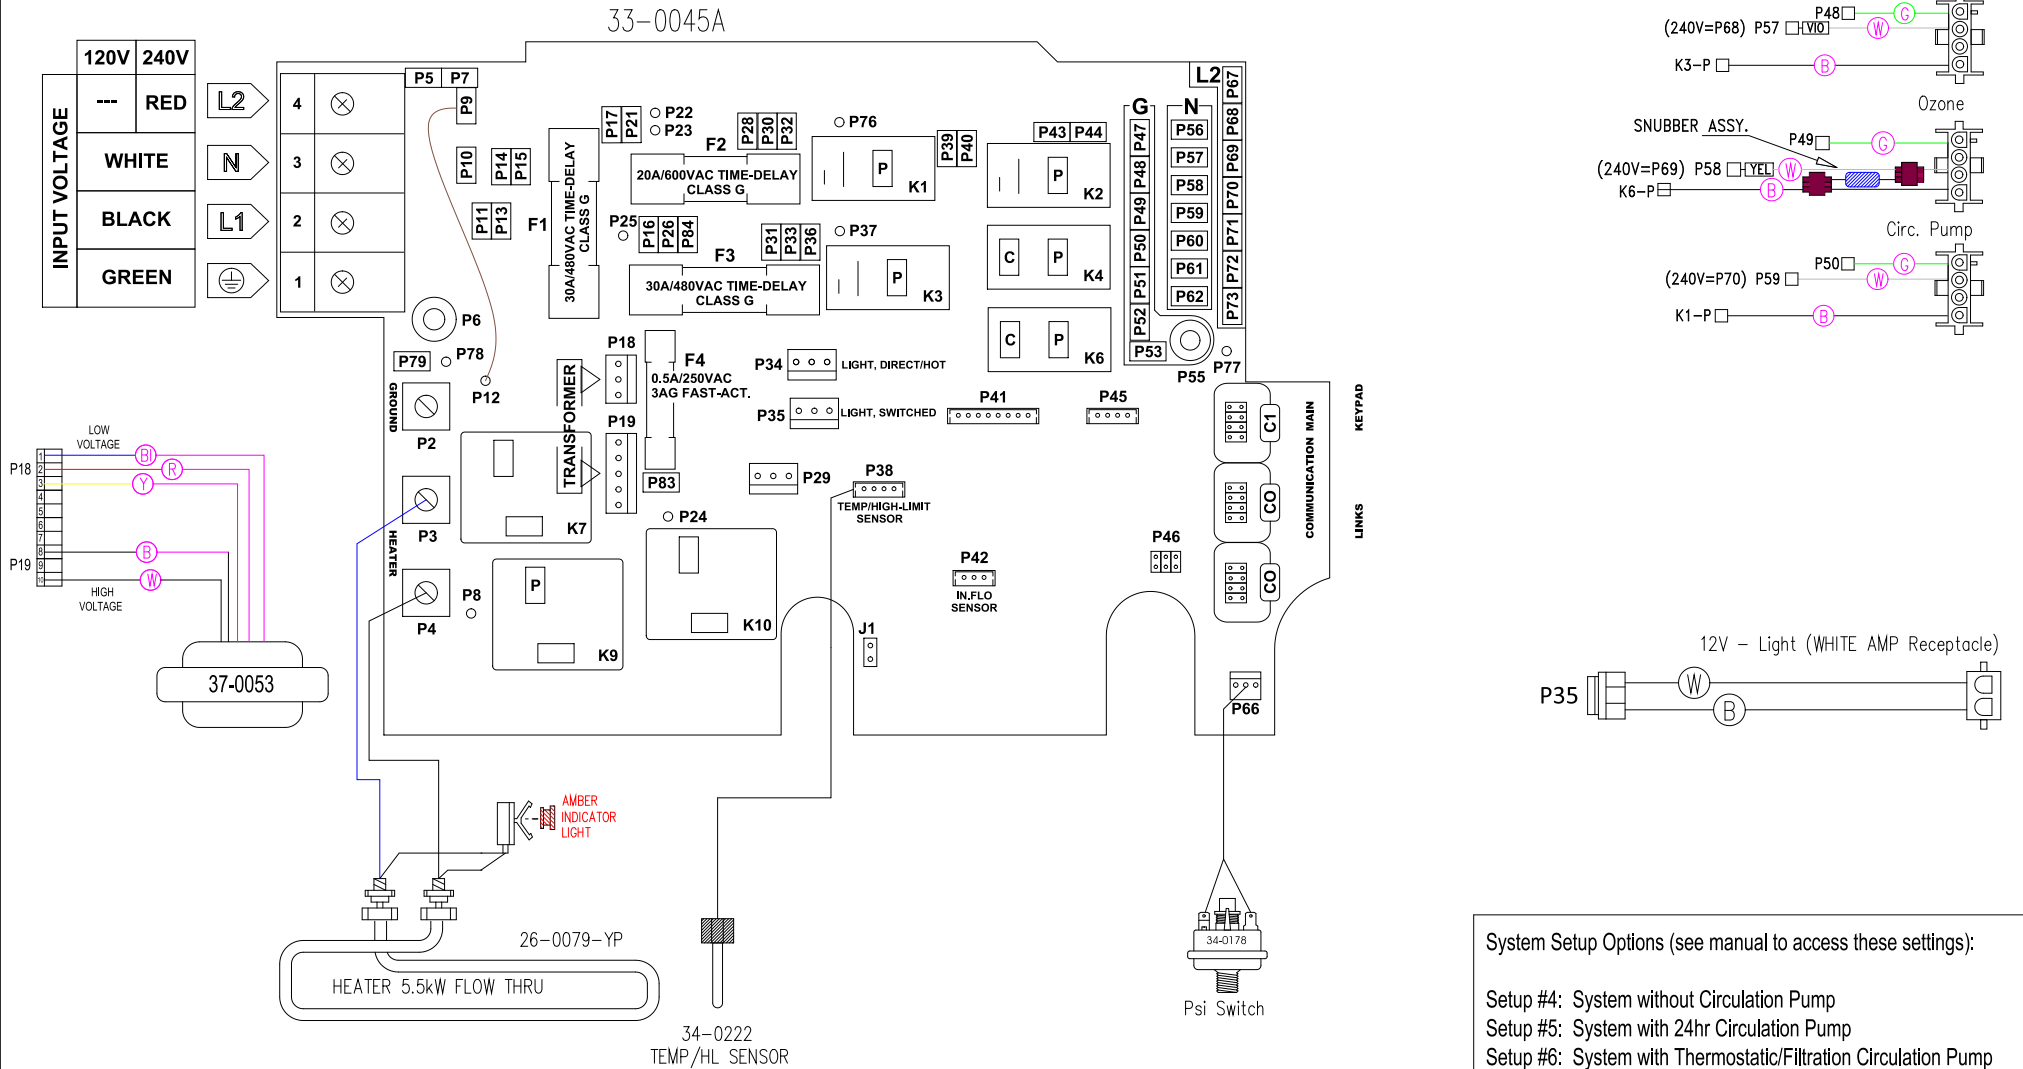 33-0045A
120V 240V
INPUT VOLTAGE
--- RED
WHITE
BLACK
GREEN
L2
N
L1
4
3
2
1
P5 P7
P9
P10
P14
P15
P11
P13
P6
P79
P78
P12
GROUND
P2
P3
HEATER
P4
P8
P17
P21
P22
P23
F1
30A/480VAC TIME-DELAY
CLASS G
P28
P30
P32
F2
20A/600VAC TIME-DELAY
CLASS G
P25
P16
P26
P84
P31
P33
P36
F3
30A/480VAC TIME-DELAY
CLASS G
P76
P
K1
P39
P40
P37
P
K3
P43 P44
P
K2
C P
K4
C P
K6
G
P47
P48
P49
P50
P51
P52
P53
N
P56
P57
P58
P59
P60
P61
P62
L2
P67
P68
P69
P70
P71
P72
P73
P55
P77
P18
TRANSFORMER
P19
F4
0.5A/250VAC
3AG FAST-ACT.
P83
P34 LIGHT, DIRECT/HOT
P35 LIGHT, SWITCHED
P41
P45
P29
P38
TEMP/HIGH-LIMIT
SENSOR
P24
K7
P
K9
K10
P42
IN.FLO
SENSOR
P46
J1
P66
C1
CO
CO
COMMUNICATION MAIN
KEYPAD
LINKS
LOW
VOLTAGE
P18
1
2
3
4
5
6
7
8
9
10
Bl
R
Y
B
W
P19
HIGH
VOLTAGE
37-0053
AMBER
INDICATOR
LIGHT
26-0079-YP
HEATER 5.5kW FLOW THRU
34-0222
TEMP/HL SENSOR
34-0178
Psi Switch
P48 G
(240V=P68) P57 VIO W
K3-P B
Ozone
SNUBBER ASSY.
P49 G
(240V=P69) P58 YEL W
K6-P B
Circ. Pump
P50 G
(240V=P70) P59 W
K1-P B
12V - Light (WHITE AMP Receptacle)
P35
W
B
System Setup Options (see manual to access these settings):
Setup #4: System without Circulation Pump
Setup #5: System with 24hr Circulation Pump
Setup #6: System with Thermostatic/Filtration Circulation Pump